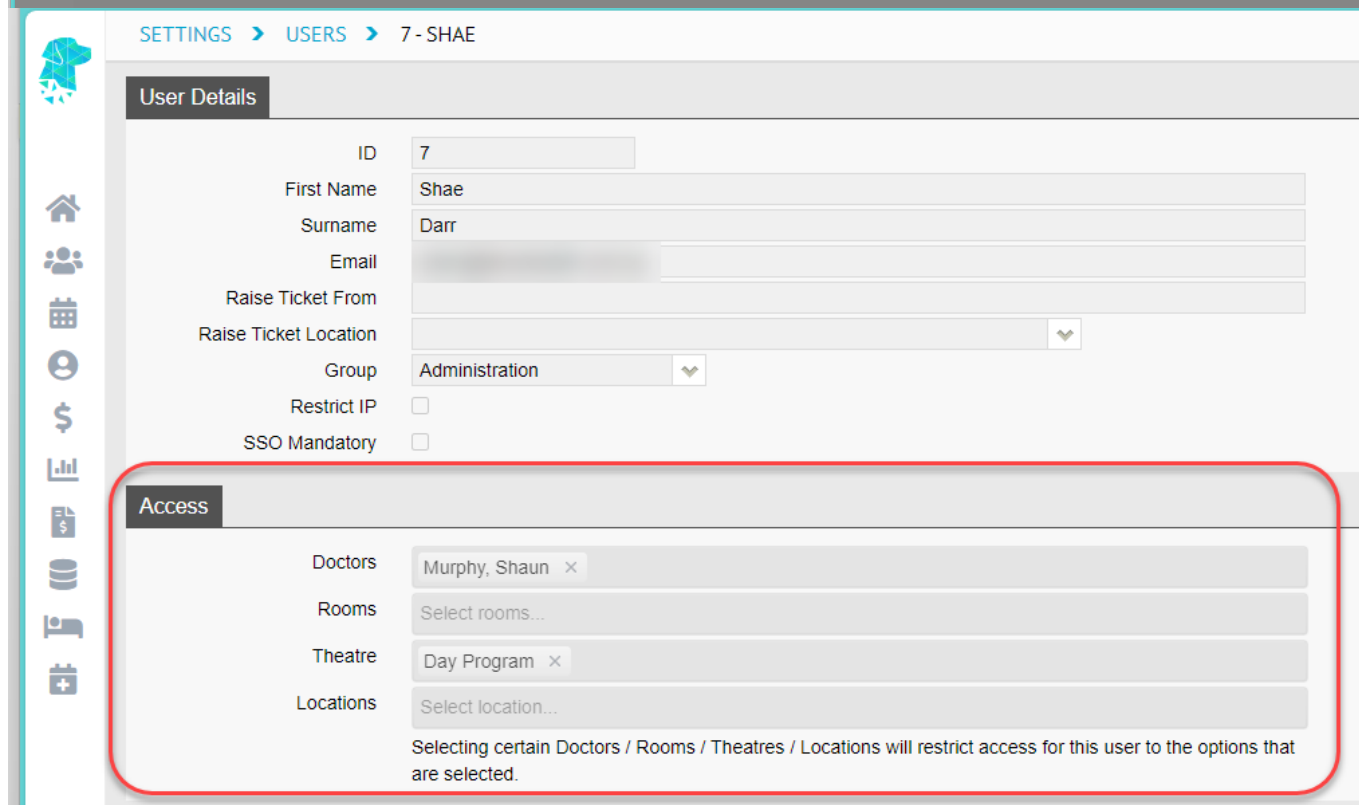 SETTINGS > USERS > 7 - SHAE
User Details
ID 7
First Name Shae
Surname Darr
Email
Raise Ticket From
Raise Ticket Location
Group Administration
Restrict IP
SSO Mandatory
Access
Doctors Murphy, Shaun ×
Rooms Select rooms...
Theatre Day Program ×
Locations Select location...
Selecting certain Doctors / Rooms / Theatres / Locations will restrict access for this user to the options that
are selected.